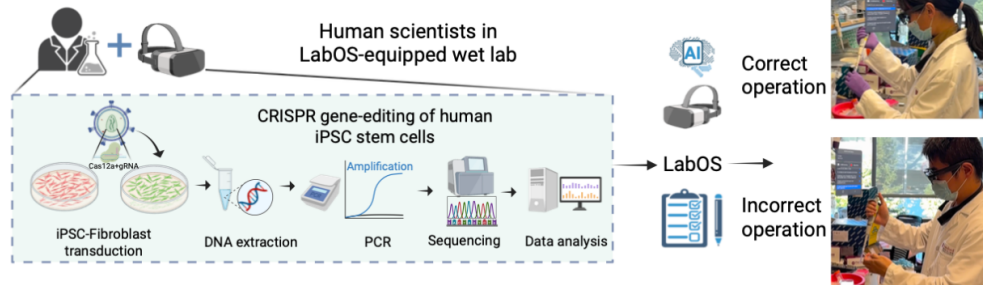 Human scientists in
LabOS-equipped wet lab
CRISPR gene-editing of human
iPSC stem cells
Cas12a+gRNA
Amplification
iPSC-Fibroblast
transduction
DNA extraction
PCR
Sequencing
Data analysis
AI
LabOS
Correct
operation
Incorrect
operation